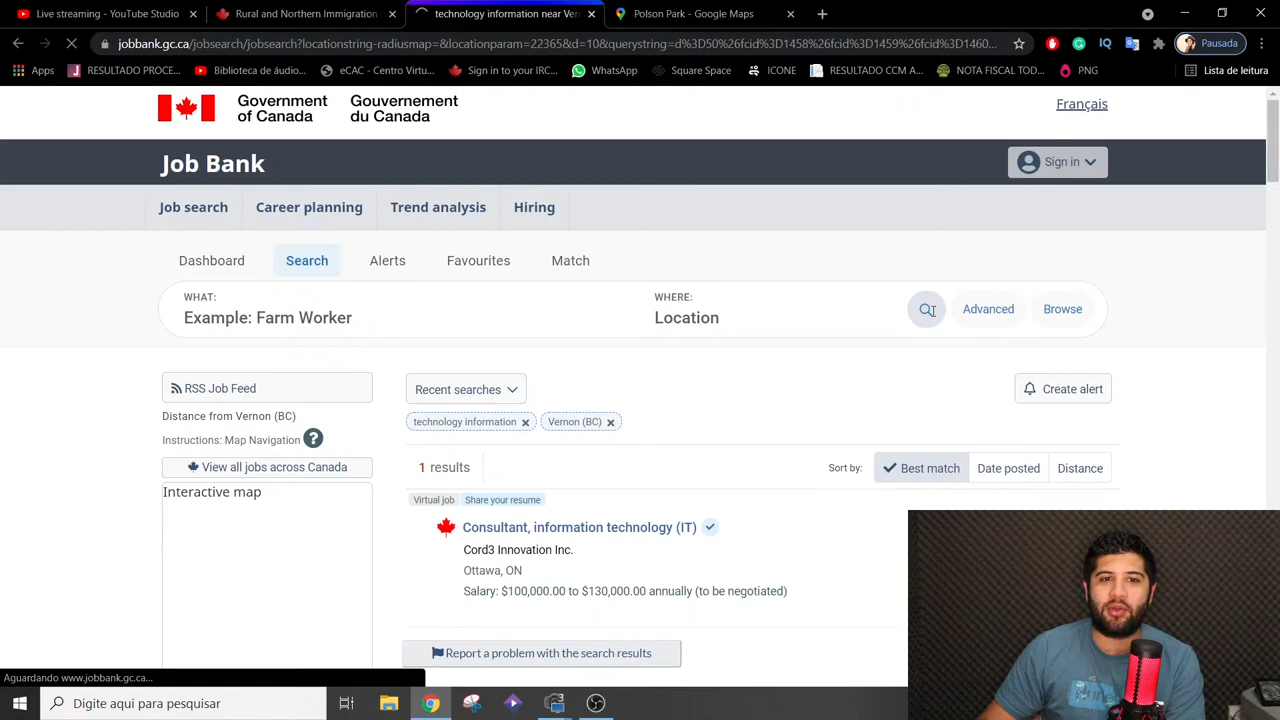 Live streaming - YouTube Studio
Rural and Northern Immigration
technology information near Ver
Polson Park - Google Maps
jobbank.gc.ca/jobsearch/jobsearch?locationstring-radiusmap=&locationparam=22365&d=10&querystring=d%3D50%26fcid%3D1458%26fcid%3D1459%26fcid%3D1460...
Pausada
Apps
RESULTADO PROCE...
Biblioteca de áudio...
eCAC - Centro Virtu...
Sign in to your IRC...
WhatsApp
Square Space
ICONE
RESULTADO CCM A...
NOTA FISCAL TOD...
PNG
Lista de leitura
Government
of Canada
Gouvernement
du Canada
Français
Job Bank
Sign in
Job search
Career planning
Trend analysis
Hiring
Dashboard
Search
Alerts
Favourites
Match
WHAT:
Example: Farm Worker
WHERE:
Location
Advanced
Browse
RSS Job Feed
Distance from Vernon (BC)
Instructions: Map Navigation ?
View all jobs across Canada
Interactive map
Recent searches
Create alert
technology information x
Vernon (BC) x
1 results
Sort by:
Best match
Date posted
Distance
Virtual job
Share your resume
Consultant, information technology (IT)
Cord3 Innovation Inc.
Ottawa, ON
Salary: $100,000.00 to $130,000.00 annually (to be negotiated)
Report a problem with the search results
Aguardando www.jobbank.gc.ca...
Digite aqui para pesquisar